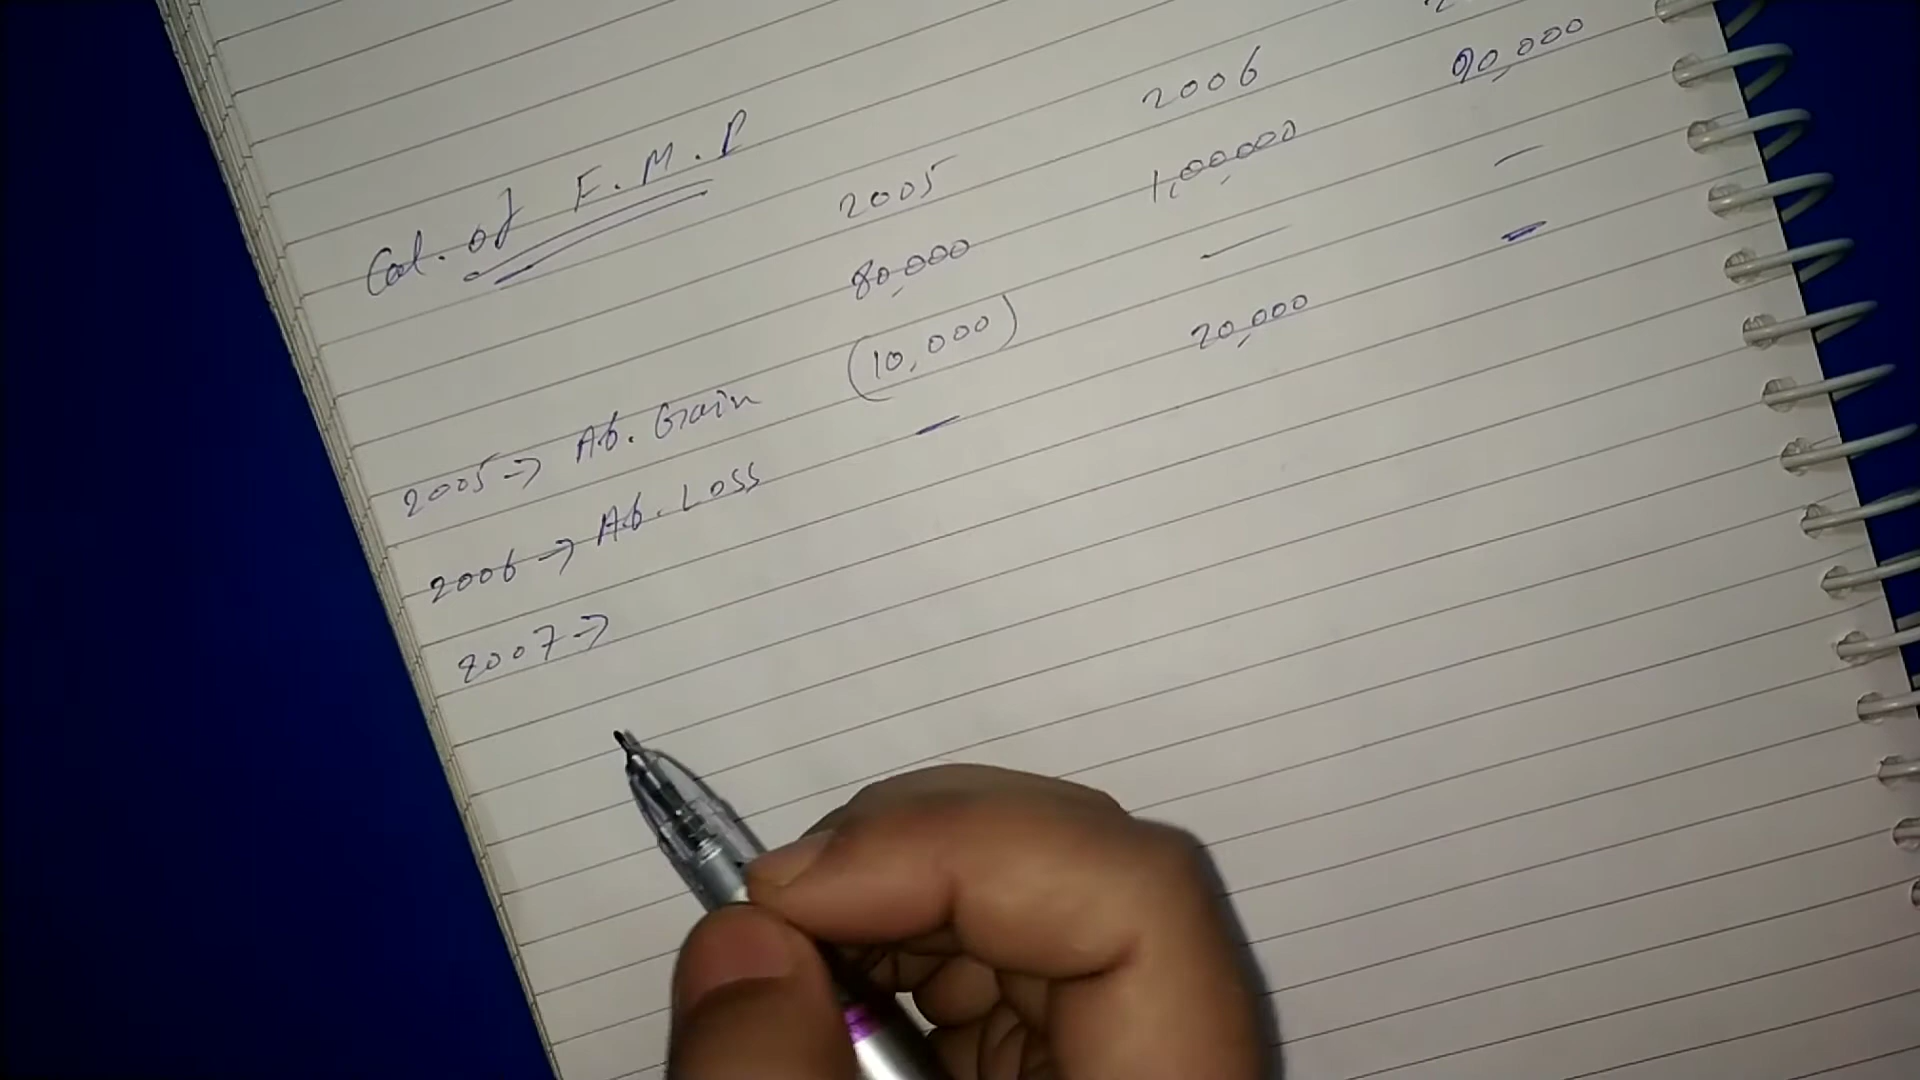 Cal. of F.M.P
2005 2006
80,000 1,00,000 90,000
2005 → Ab. Gain (10,000) — —
2006 → Ab. Loss — 20,000 —
2007 →